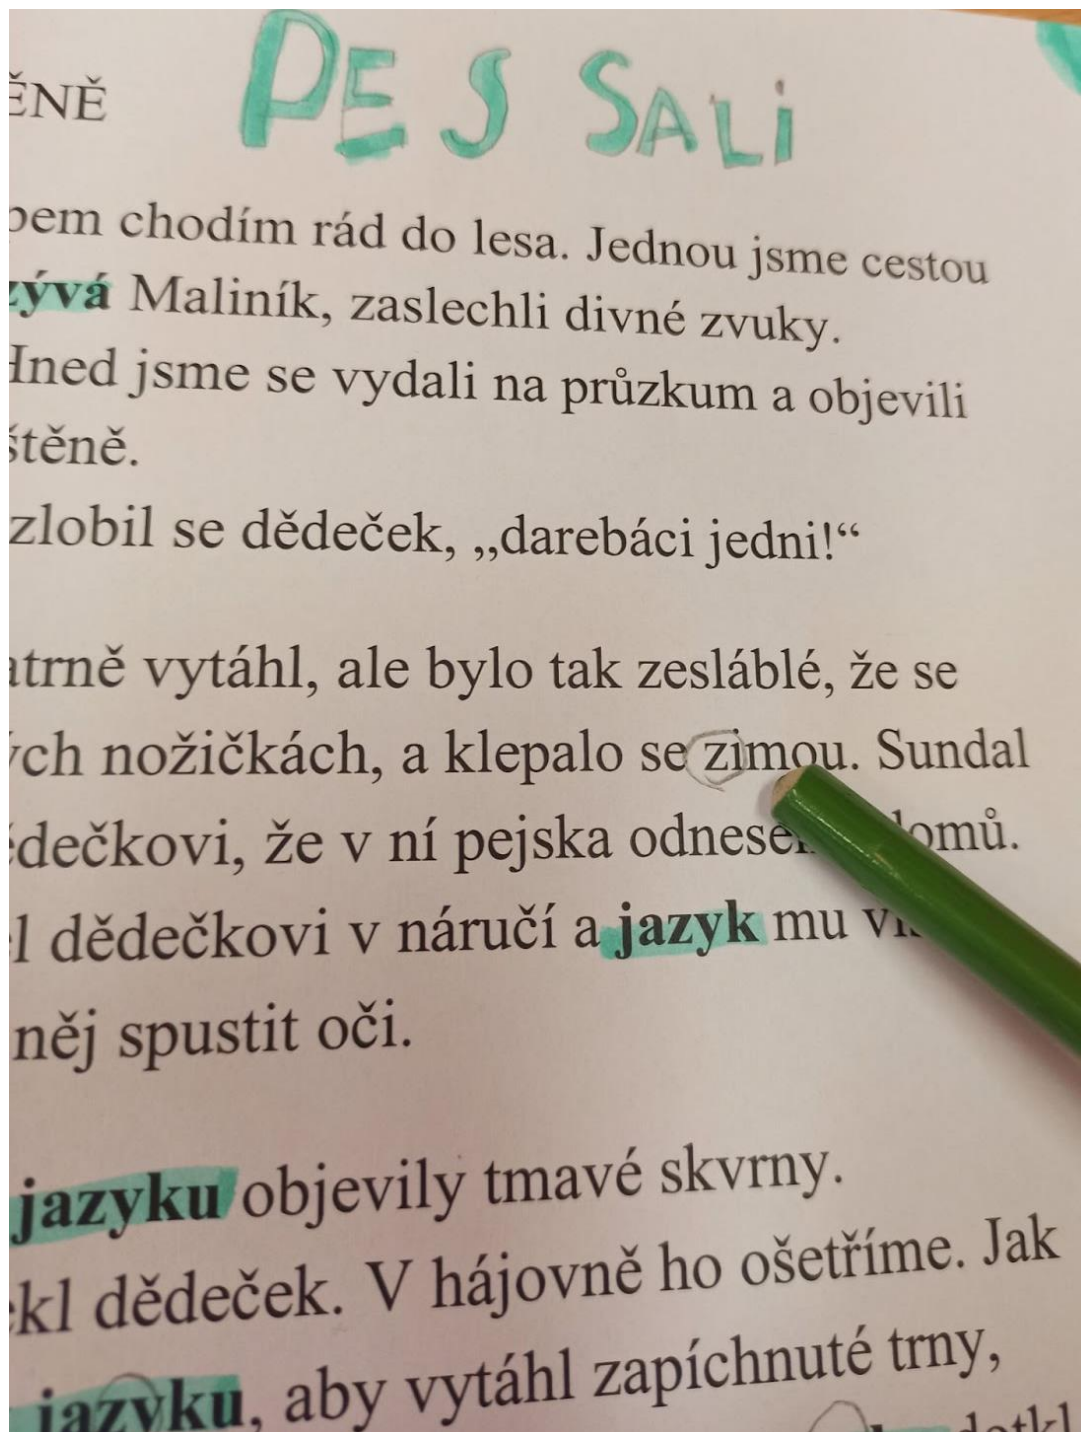 PES SALi
ĚNĚ
pem chodím rád do lesa. Jednou jsme cestou
zývá Maliník, zaslechli divné zvuky.
Hned jsme se vydali na průzkum a objevili
štěně.
zlobil se dědeček, „darebáci jedni!“
atrně vytáhl, ale bylo tak zesláblé, že se
ých nožičkách, a klepalo se zimou. Sundal
dečkovi, že v ní pejska odnese omů.
l dědečkovi v náručí a jazyk mu
něj spustit oči.
jazyku objevily tmavé skvrny.
kl dědeček. V hájovně ho ošetříme. Jak
jazyku, aby vytáhl zapíchnuté trny,
dotkl